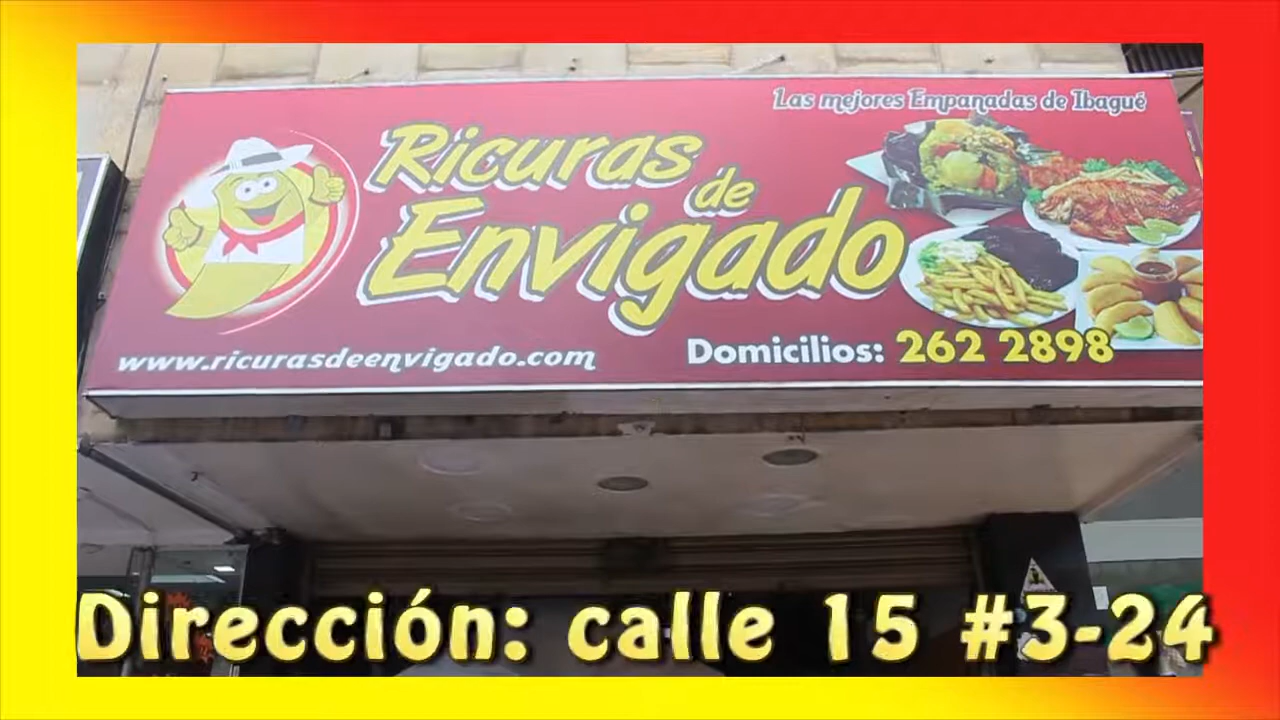 Las mejores Empanadas de Ibagué
Ricuras
de
Envigado
www.ricurasdeenvigado.com
Domicilios: 262 2898
Dirección: calle 15 #3-24